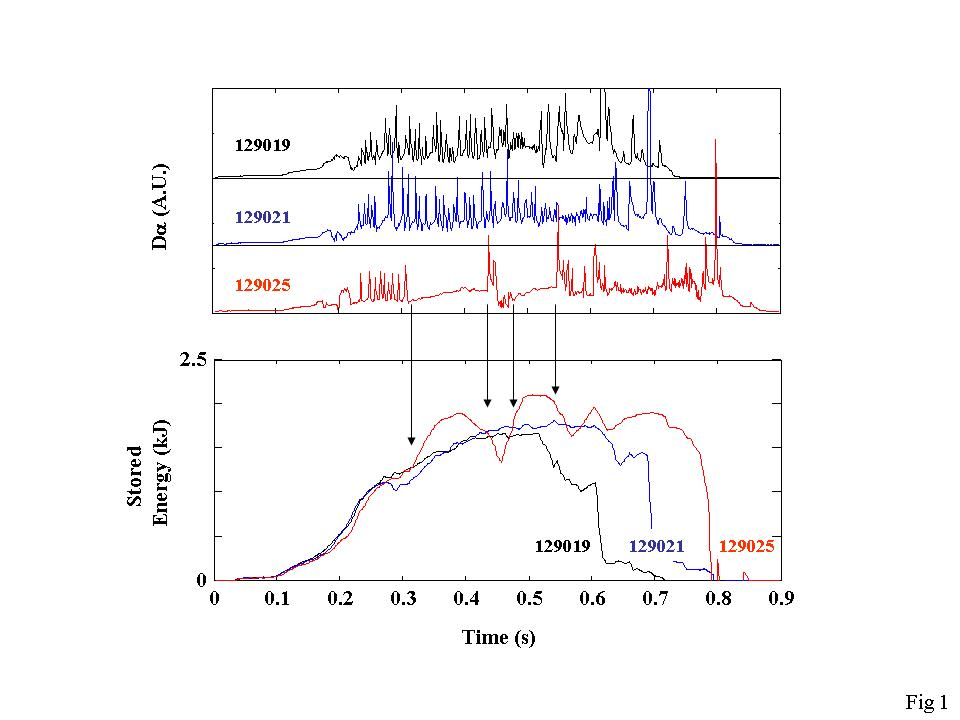 129019
129021
129025
Dα (A.U.)
2.5
0
Stored
Energy (kJ)
129019 129021 129025
0 0.1 0.2 0.3 0.4 0.5 0.6 0.7 0.8 0.9
Time (s)
Fig 1